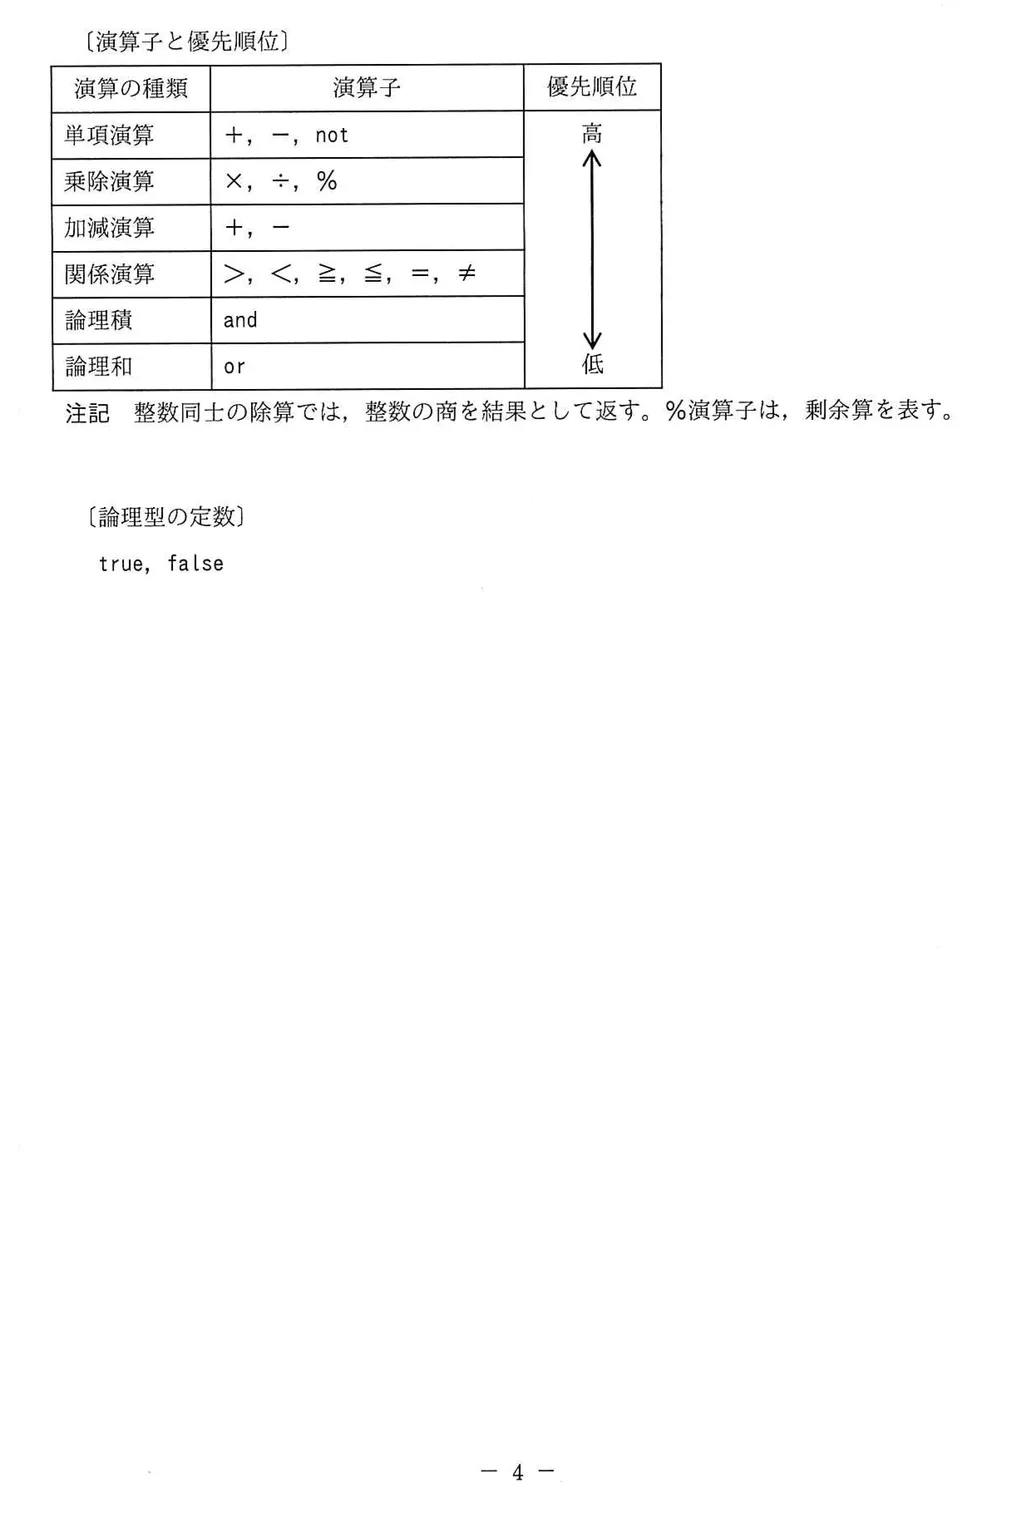 〔演算子と優先順位〕
演算の種類 演算子 優先順位
単項演算 ＋, －, not 高
乗除演算 ×, ÷, ％
加減演算 ＋, －
関係演算 ＞, ＜, ≧, ≦, ＝, ≠
論理積 and
論理和 or 低
注記　整数同士の除算では, 整数の商を結果として返す。％演算子は, 剰余算を表す。
〔論理型の定数〕
true, false
－ 4 －